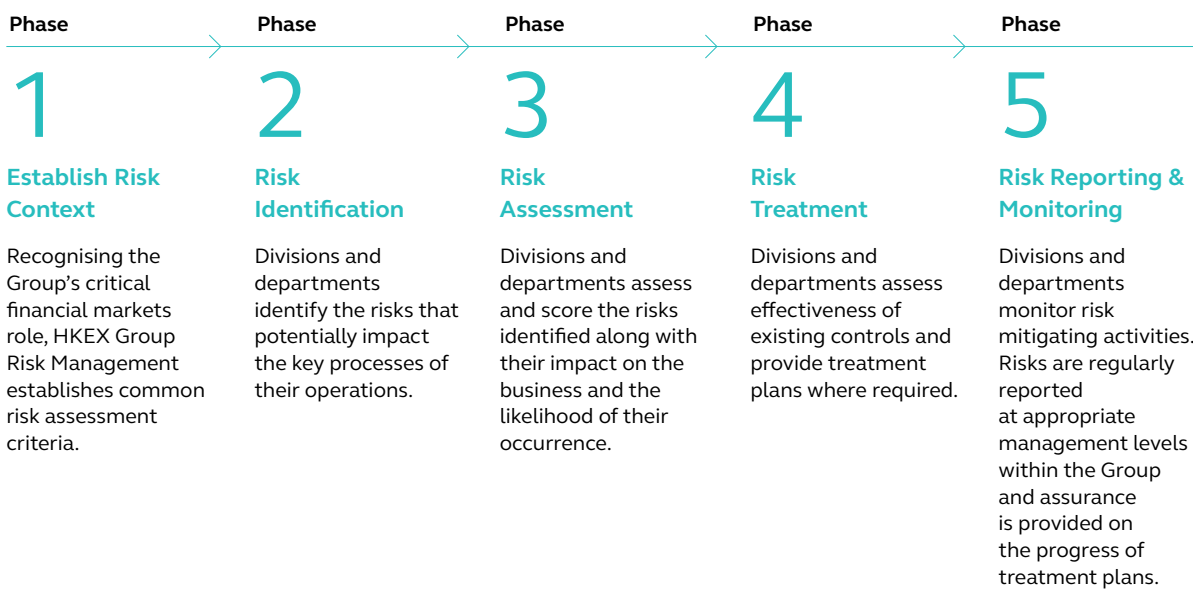 Phase
1
Establish Risk
Context
Recognising the
Group’s critical
financial markets
role, HKEX Group
Risk Management
establishes common
risk assessment
criteria.
Phase
2
Risk
Identification
Divisions and
departments
identify the risks that
potentially impact
the key processes of
their operations.
Phase
3
Risk
Assessment
Divisions and
departments assess
and score the risks
identified along with
their impact on the
business and the
likelihood of their
occurrence.
Phase
4
Risk
Treatment
Divisions and
departments assess
effectiveness of
existing controls and
provide treatment
plans where required.
Phase
5
Risk Reporting &
Monitoring
Divisions and
departments
monitor risk
mitigating activities.
Risks are regularly
reported
at appropriate
management levels
within the Group
and assurance
is provided on
the progress of
treatment plans.